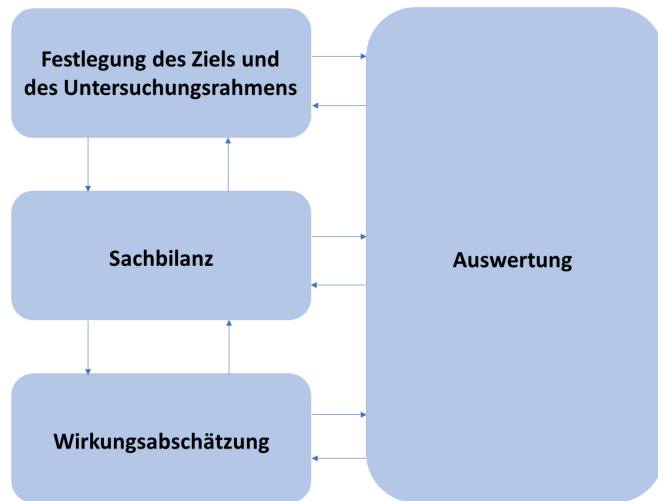 Festlegung des Ziels und
des Untersuchungsrahmens
Sachbilanz
Auswertung
Wirkungsabschätzung